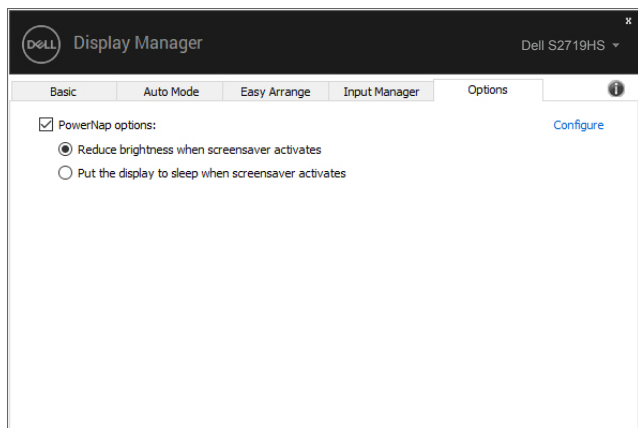 x
DELL Display Manager
Dell S2719HS
Basic Auto Mode Easy Arrange Input Manager Options i
PowerNap options: Configure
Reduce brightness when screensaver activates
Put the display to sleep when screensaver activates